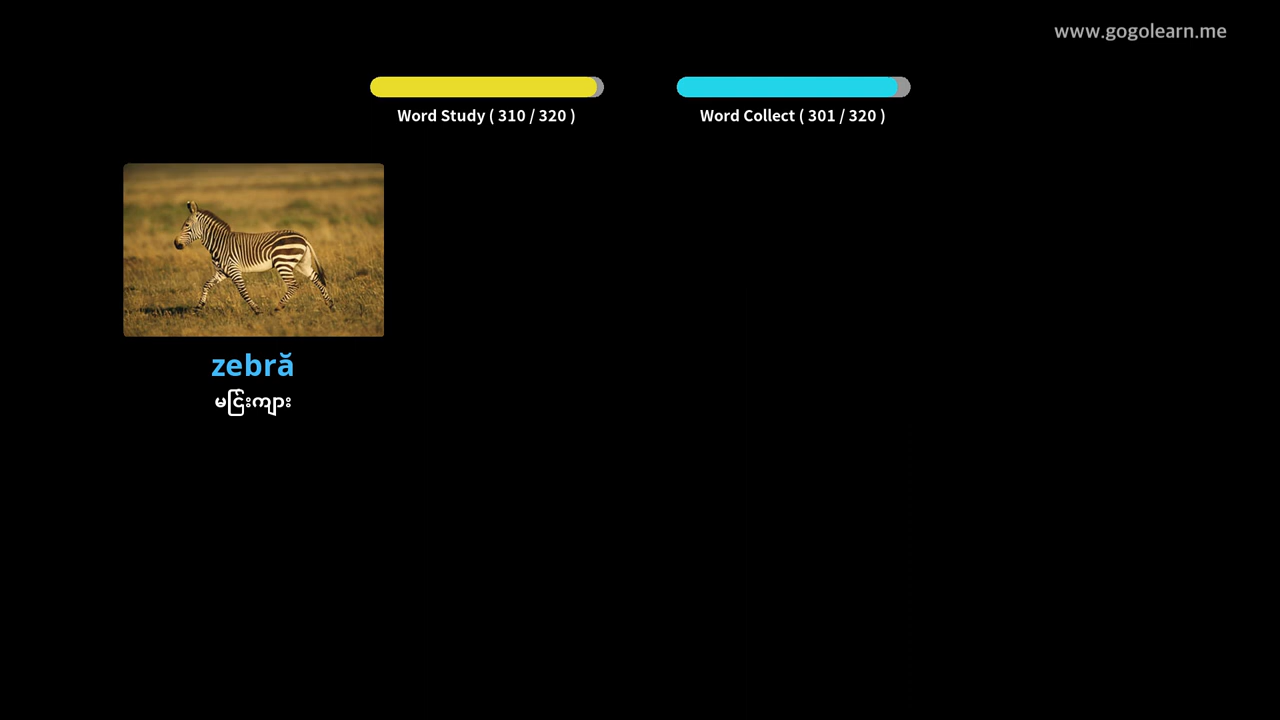 www.gogolearn.me
Word Study ( 310 / 320 )
Word Collect ( 301 / 320 )
zebră
မြင်းကျား